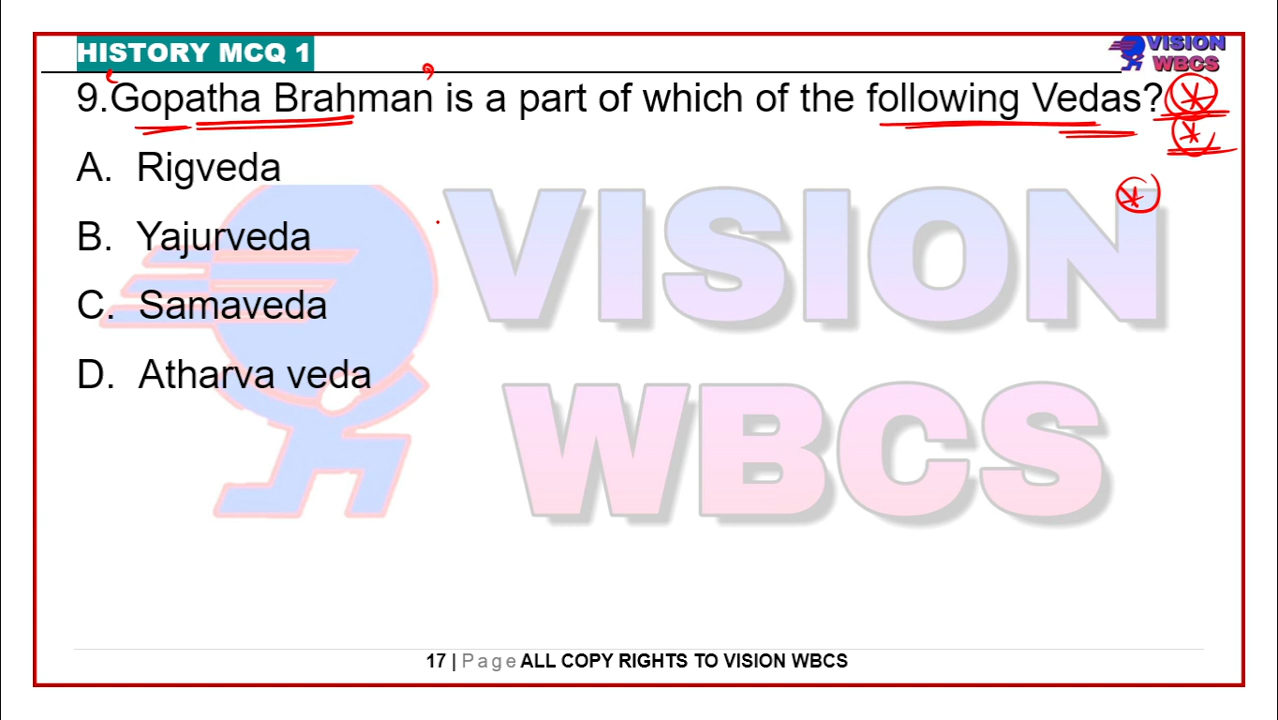 HISTORY MCQ 1
VISION
WBCS
9.Gopatha Brahman is a part of which of the following Vedas?
A. Rigveda
B. Yajurveda
C. Samaveda
D. Atharva veda
VISION
WBCS
17 | Page ALL COPY RIGHTS TO VISION WBCS